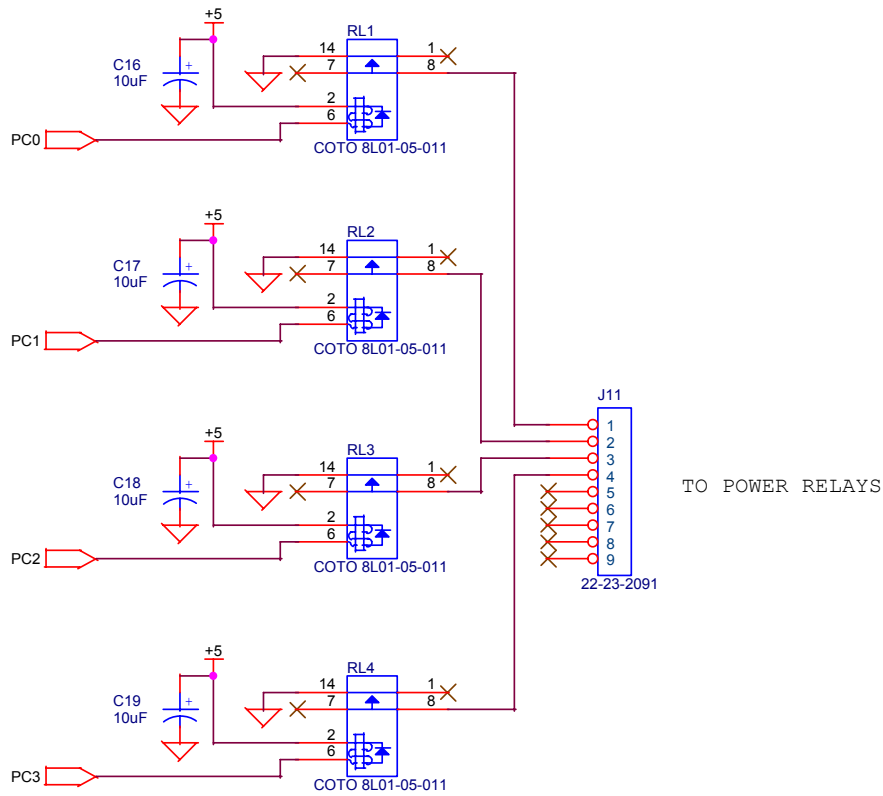 +5
RL1
C16
10uF
+
14
1
7
8
2
6
PC0
COTO 8L01-05-011
+5
RL2
C17
10uF
+
14
1
7
8
2
6
PC1
COTO 8L01-05-011
J11
1
2
3
4
5
6
7
8
9
22-23-2091
TO POWER RELAYS
+5
RL3
C18
10uF
+
14
1
7
8
2
6
PC2
COTO 8L01-05-011
+5
RL4
C19
10uF
+
14
1
7
8
2
6
PC3
COTO 8L01-05-011